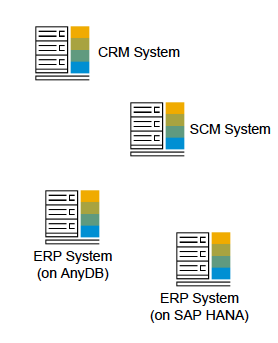 CRM System
SCM System
ERP System
(on AnyDB)
ERP System
(on SAP HANA)